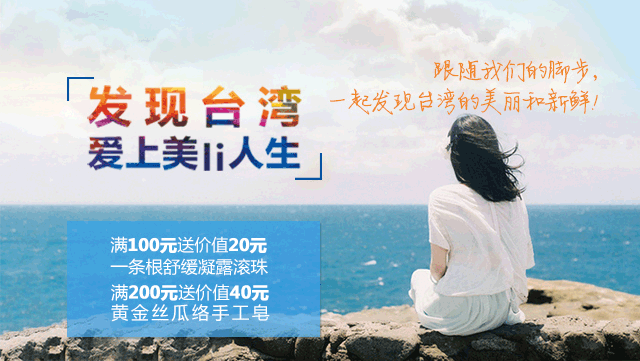 跟随我们的脚步，
一起发现台湾的美丽和新鲜！
发现台湾
爱上美li人生
满100元送价值20元
一条根舒缓凝露滚珠
满200元送价值40元
黄金丝瓜络手工皂